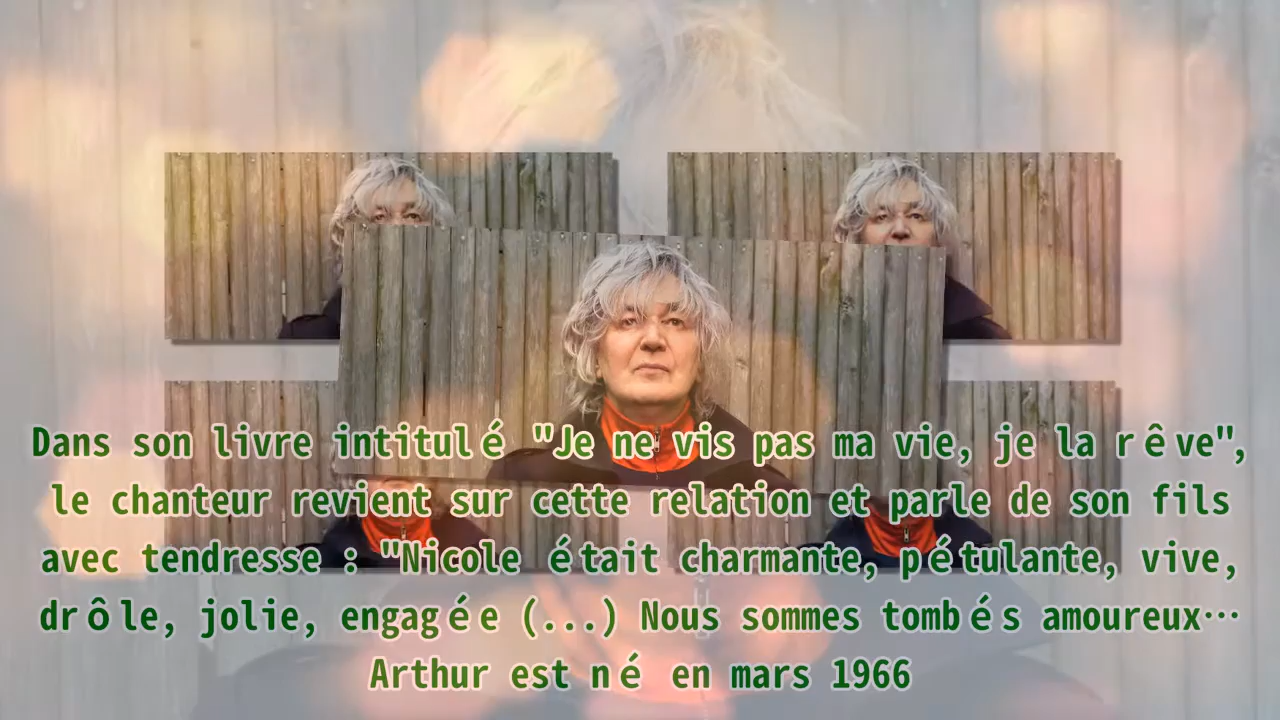 Dans son livre intitulé "Je ne vis pas ma vie, je la rêve",
le chanteur revient sur cette relation et parle de son fils
avec tendresse : "Nicole était charmante, pétulante, vive,
drôle, jolie, engagée (...) Nous sommes tombés amoureux…
Arthur est né en mars 1966